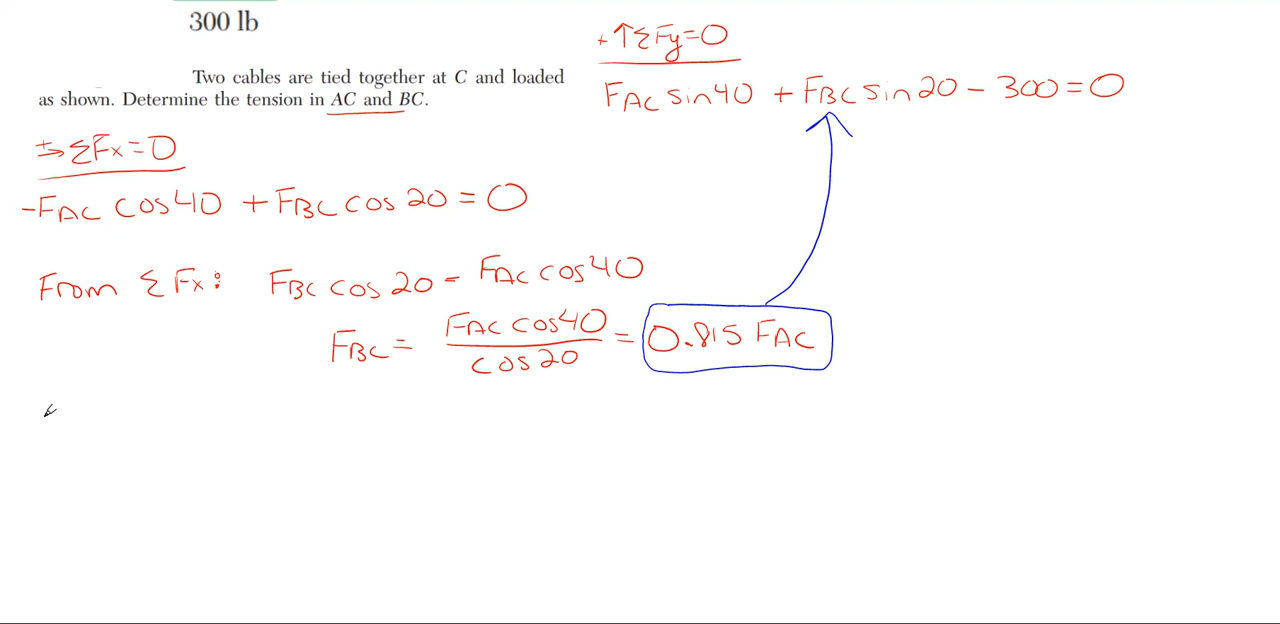 300 lb
Two cables are tied together at C and loaded
as shown. Determine the tension in AC and BC.
+→ ΣFx=0
-FAC cos40 + FBC cos20 = 0
+↑ΣFy=0
FAC sin40 + FBC sin20 - 300=0
From ΣFx: FBC cos20 = FAC cos40
FBC = FAC cos40 / cos20 = 0.815 FAC